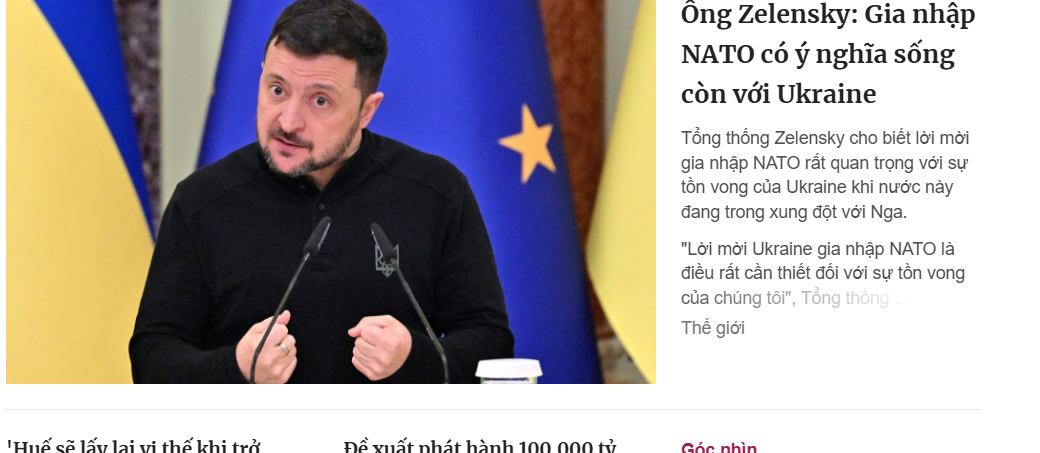 Ông Zelensky: Gia nhập
NATO có ý nghĩa sống
còn với Ukraine
Tổng thống Zelensky cho biết lời mời
gia nhập NATO rất quan trọng với sự
tồn vong của Ukraine khi nước này
đang trong xung đột với Nga.
"Lời mời Ukraine gia nhập NATO là
điều rất cần thiết đối với sự tồn vong
của chúng tôi", Tổng thống ...
Thế giới
'Huế sẽ lấy lại vị thế khi trở
Đề xuất phát hành 100.000 tỷ
Góc nhìn